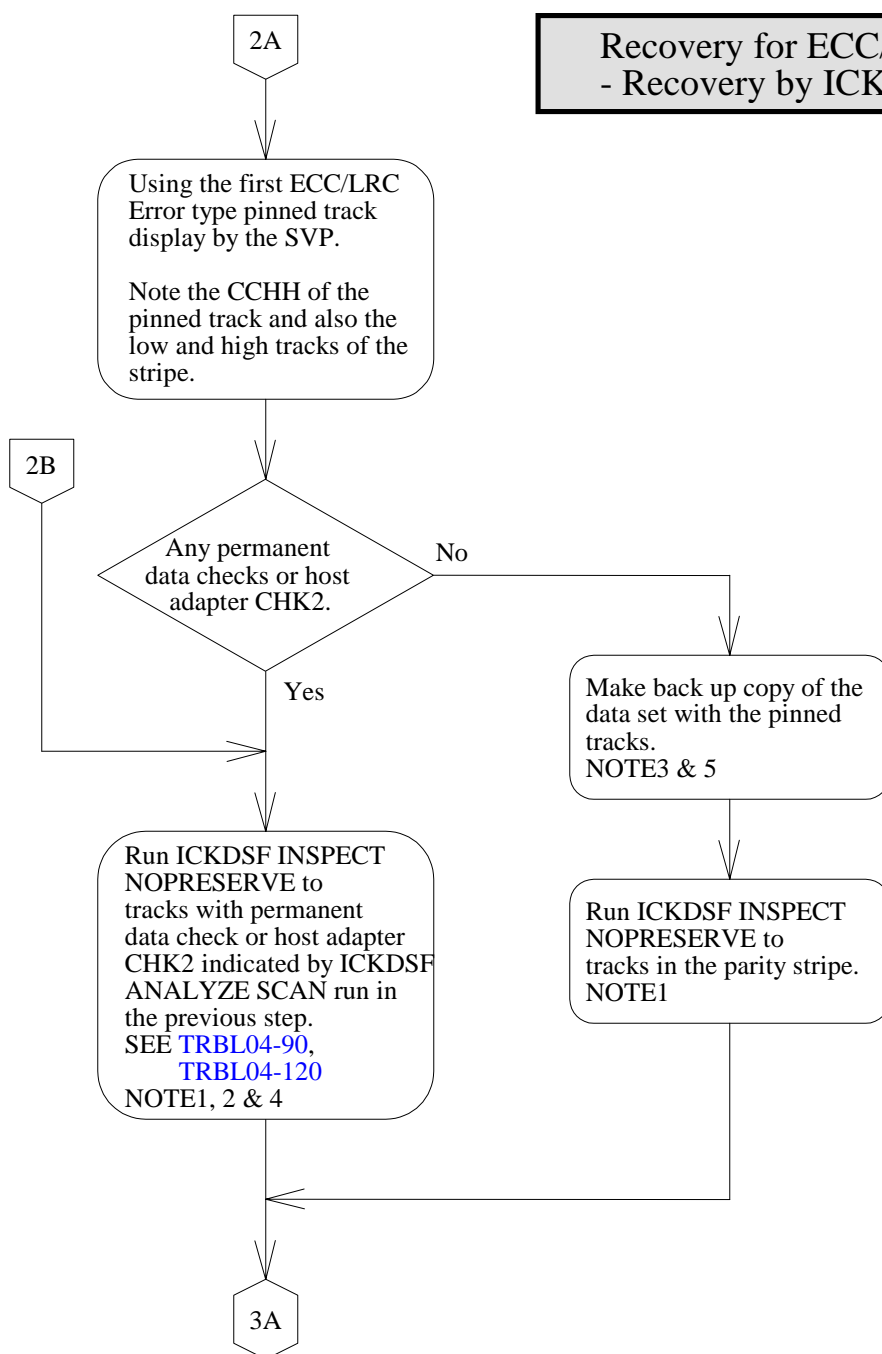 2A
Recovery for ECC/
- Recovery by ICK
Using the first ECC/LRC
Error type pinned track
display by the SVP.
Note the CCHH of the
pinned track and also the
low and high tracks of the
stripe.
2B
Any permanent
data checks or host
adapter CHK2.
No
Yes
Make back up copy of the
data set with the pinned
tracks.
NOTE3 & 5
Run ICKDSF INSPECT
NOPRESERVE to
tracks with permanent
data check or host adapter
CHK2 indicated by ICKDSF
ANALYZE SCAN run in
the previous step.
SEE TRBL04-90,
TRBL04-120
NOTE1, 2 & 4
Run ICKDSF INSPECT
NOPRESERVE to
tracks in the parity stripe.
NOTE1
3A